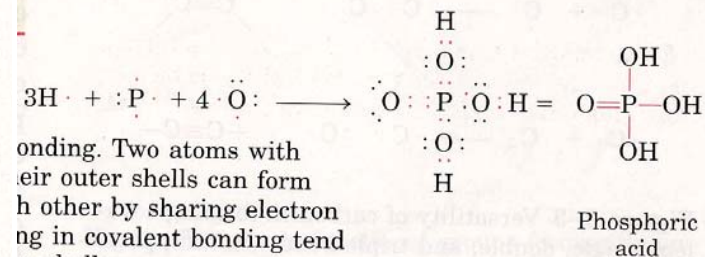 H
:Ö:
3H· + :P· + 4 ·Ö: ⟶ Ö::P:Ö:H = O=P—OH
:O:
H
OH
OH
Phosphoric
acid
onding. Two atoms with
eir outer shells can form
h other by sharing electron
ng in covalent bonding tend